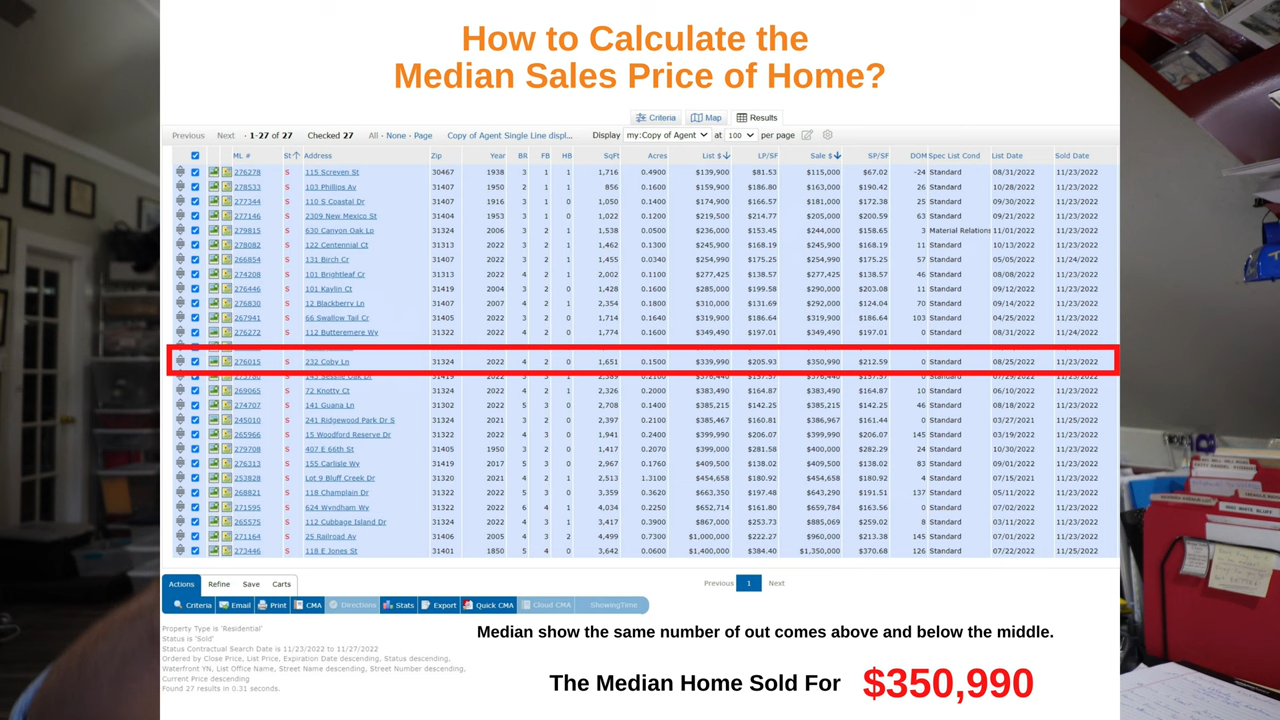 How to Calculate the
Median Sales Price of Home?
Criteria Map Results
Previous Next · 1-27 of 27 Checked 27 All · None · Page Copy of Agent Single Line displ... Display my:Copy of Agent at 100 per page
ML # St Address Zip Year BR FB HB SqFt Acres List $ LP/SF Sale $ SP/SF DOM Spec List Cond List Date Sold Date
276278 S 115 Screven St 30467 1938 3 1 1 1,716 0.4900 $139,900 $81.53 $115,000 $67.02 -24 Standard 08/31/2022 11/23/2022
278533 S 103 Phillips Av 31407 1950 2 1 1 856 0.1600 $159,900 $186.80 $163,000 $190.42 26 Standard 10/28/2022 11/23/2022
277344 S 110 S Coastal Dr 31407 1916 3 1 0 1,050 0.1400 $174,900 $166.57 $181,000 $172.38 25 Standard 09/30/2022 11/23/2022
277146 S 2309 New Mexico St 31404 1953 3 1 0 1,022 0.1200 $219,500 $214.77 $205,000 $200.59 63 Standard 09/21/2022 11/23/2022
279815 S 630 Canyon Oak Lp 31324 2006 3 2 0 1,538 0.0500 $236,000 $153.45 $244,000 $158.65 3 Material Relations 11/01/2022 11/23/2022
278082 S 122 Centennial Ct 31313 2022 3 2 1 1,462 0.1300 $245,900 $168.19 $245,900 $168.19 11 Standard 10/13/2022 11/23/2022
266854 S 131 Birch Cr 31407 2022 3 2 1 1,455 0.0340 $254,900 $175.25 $254,900 $175.25 57 Standard 05/05/2022 11/24/2022
274208 S 101 Brightleaf Cr 31313 2022 4 2 1 2,002 0.1100 $277,425 $138.57 $277,425 $138.57 46 Standard 08/08/2022 11/23/2022
276446 S 101 Kaylin Ct 31419 2004 3 2 0 1,428 0.1600 $285,000 $199.58 $290,000 $203.08 11 Standard 09/12/2022 11/23/2022
276830 S 12 Blackberry Ln 31407 2007 4 2 1 2,354 0.1800 $310,000 $131.69 $292,000 $124.04 70 Standard 09/14/2022 11/23/2022
267941 S 66 Swallow Tail Cr 31405 2022 3 2 0 1,714 0.1640 $319,900 $186.64 $319,900 $186.64 103 Standard 04/25/2022 11/23/2022
276272 S 112 Butteremere Wy 31322 2022 4 2 0 1,774 0.1600 $349,490 $197.01 $349,490 $197.01 0 Standard 08/31/2022 11/24/2022
276015 S 232 Coby Ln 31324 2022 4 2 0 1,651 0.1500 $339,990 $205.93 $350,990 $212.59 0 Standard 08/25/2022 11/23/2022
269065 S 72 Knotty Ct 31324 2022 4 2 1 2,326 0.2000 $383,490 $164.87 $383,490 $164.87 10 Standard 06/10/2022 11/23/2022
274707 S 141 Guana Ln 31302 2022 5 3 0 2,708 0.1400 $385,215 $142.25 $385,215 $142.25 46 Standard 08/18/2022 11/23/2022
245010 S 241 Ridgewood Park Dr S 31324 2021 3 2 0 2,397 0.2100 $385,467 $160.81 $386,967 $161.44 0 Standard 03/27/2021 11/25/2022
265966 S 15 Woodford Reserve Dr 31322 2022 4 3 0 1,941 0.2400 $399,990 $206.07 $399,990 $206.07 145 Standard 03/19/2022 11/23/2022
279708 S 407 E 66th St 31405 1950 3 2 0 1,417 0.2070 $399,000 $281.58 $400,000 $282.29 24 Standard 10/30/2022 11/23/2022
276313 S 155 Carlisle Wy 31419 2017 5 3 0 2,967 0.1760 $409,500 $138.02 $409,500 $138.02 83 Standard 09/01/2022 11/23/2022
253828 S Lot 9 Bluff Creek Dr 31320 2021 4 2 1 2,513 1.3100 $454,658 $180.92 $454,658 $180.92 4 Standard 07/15/2021 11/23/2022
268821 S 118 Champlain Dr 31322 2022 5 3 0 3,359 0.3620 $663,350 $197.48 $643,290 $191.51 137 Standard 05/11/2022 11/23/2022
271595 S 624 Wyndham Wy 31322 2022 6 4 1 4,034 0.2250 $652,714 $161.80 $659,784 $163.56 0 Standard 07/02/2022 11/23/2022
265575 S 112 Cubbage Island Dr 31324 2022 4 3 1 3,417 0.3900 $867,000 $253.73 $885,069 $259.02 8 Standard 03/11/2022 11/23/2022
271164 S 25 Railroad Av 31406 2005 4 4 2 4,499 0.7300 $1,000,000 $222.27 $960,000 $213.38 145 Standard 07/01/2022 11/23/2022
273446 S 118 E Jones St 31401 1850 5 4 0 3,642 0.0600 $1,400,000 $384.40 $1,350,000 $370.68 126 Standard 07/22/2022 11/25/2022
Actions Refine Save Carts Previous 1 Next
Criteria Email Print CMA Directions Stats Export Quick CMA Cloud CMA ShowingTime
Property Type is 'Residential'
Status is 'Sold'
Status Contractual Search Date is 11/23/2022 to 11/27/2022
Ordered by Close Price, List Price, Expiration Date descending, Status descending,
Waterfront YN, List Office Name, Street Name descending, Street Number descending,
Current Price descending
Found 27 results in 0.31 seconds.
Median show the same number of out comes above and below the middle.
The Median Home Sold For $350,990